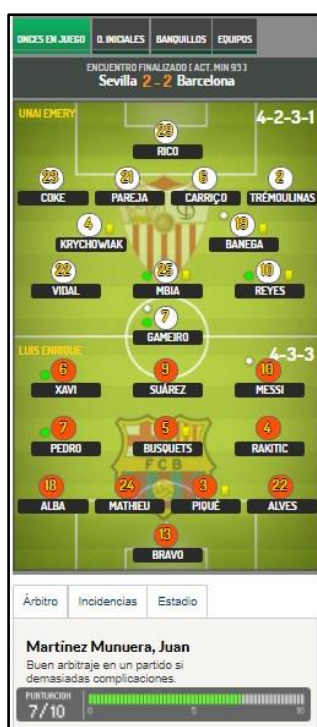 ONCES EN JUEGO D. INICIALES BANQUILLOS EQUIPOS
ENCUENTRO FINALIZADO [ ACT. MIN 93 ]
Sevilla 2 - 2 Barcelona
UNAI EMERY 4-2-3-1
29
RICO
23 21 6 2
COKE PAREJA CARRIÇO TRÉMOULINAS
4 19
KRYCHOWIAK BANEGA
22 25 10
VIDAL MBIA REYES
7
GAMEIRO
LUIS ENRIQUE 4-3-3
6 9 10
XAVI SUÁREZ MESSI
7 5 4
PEDRO BUSQUETS RAKITIC
FCB
18 24 3 22
ALBA MATHIEU PIQUÉ ALVES
13
BRAVO
Árbitro Incidencias Estadio
Martínez Munuera, Juan
Buen arbitraje en un partido si
demasiadas complicaciones.
PUNTUACION
7/10 0 5 10